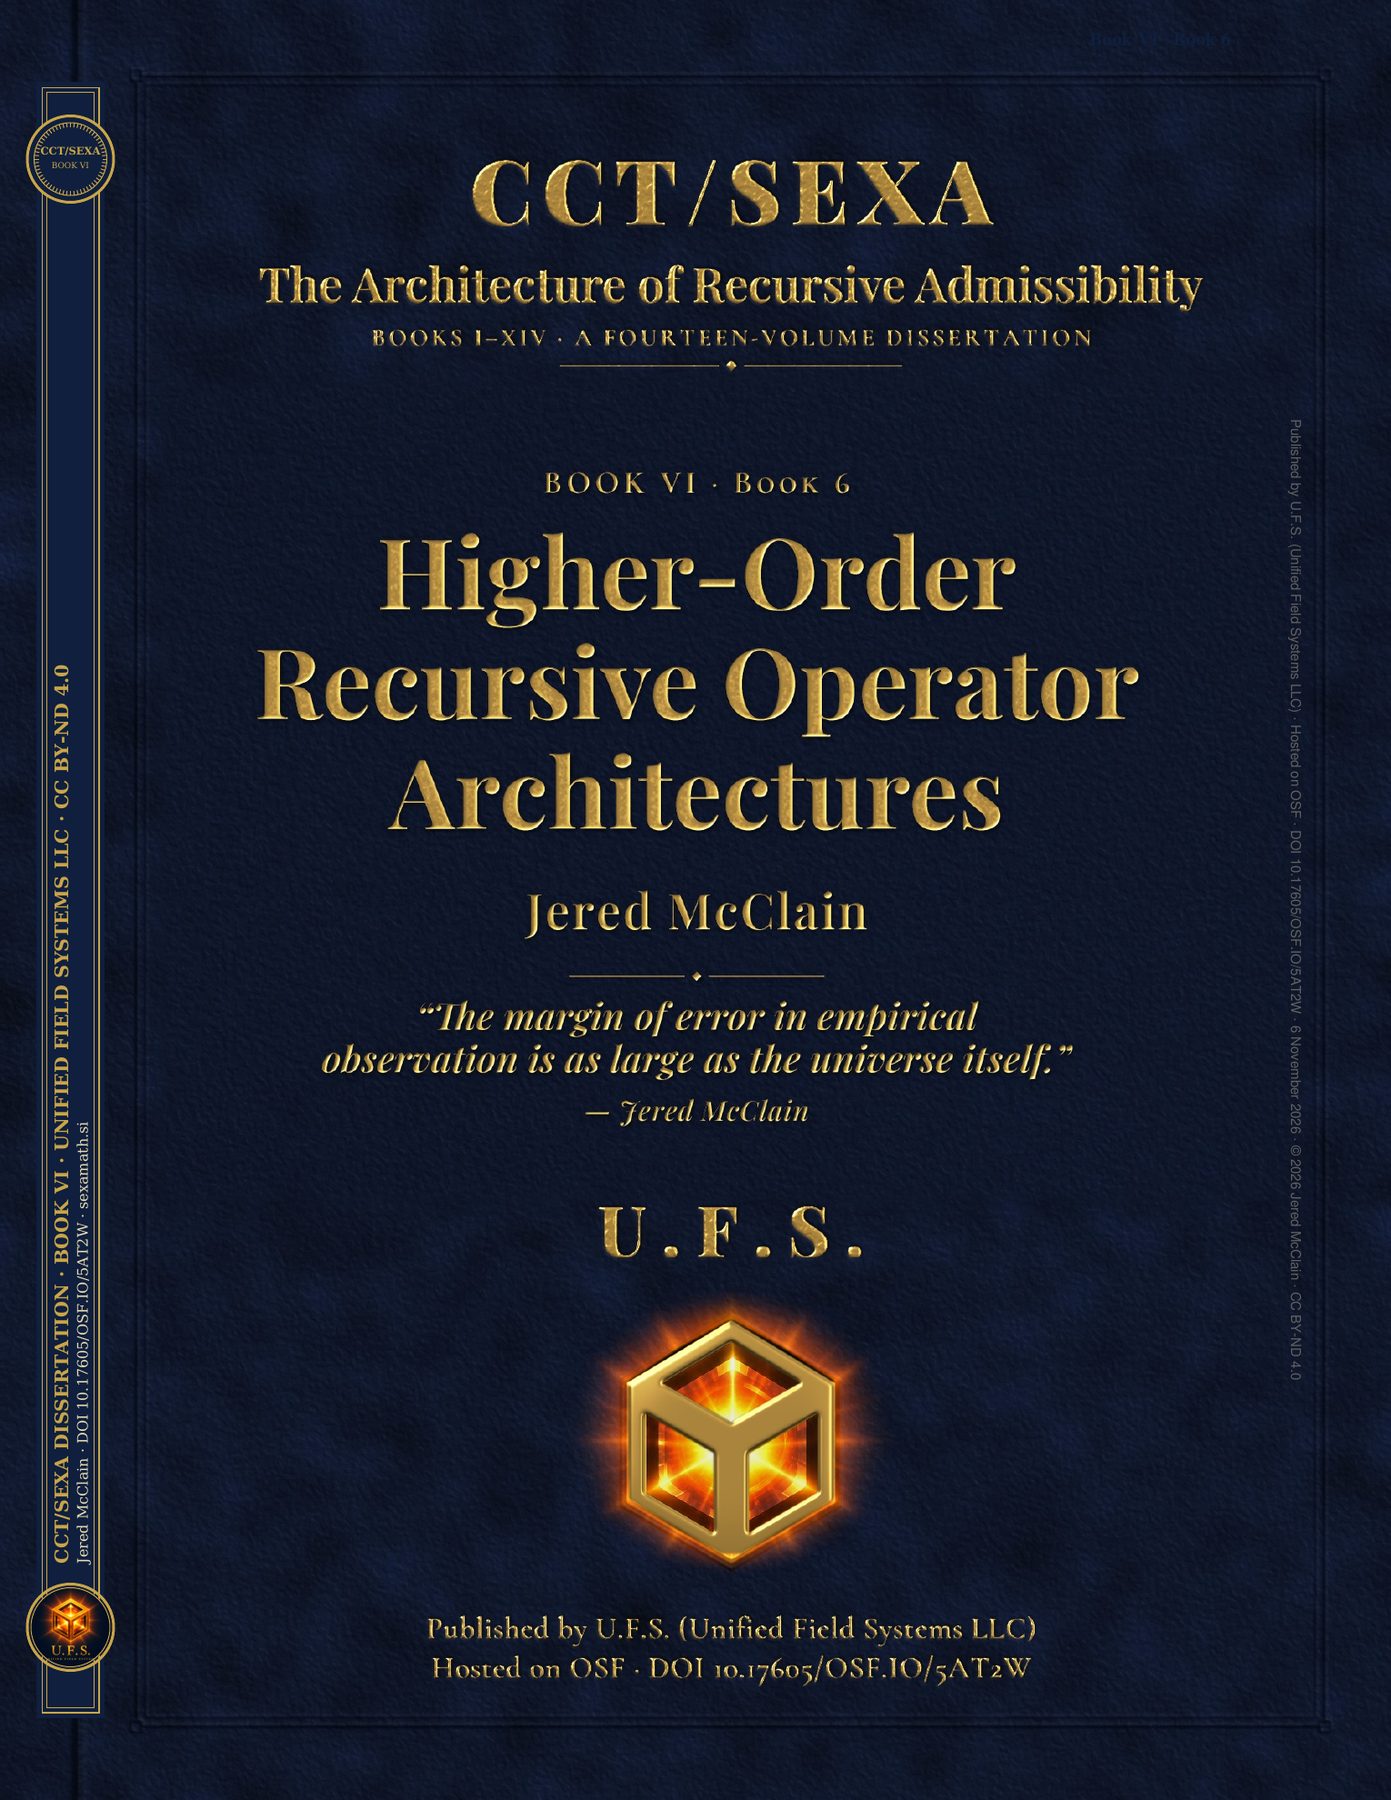 CCT/SEXA
The Architecture of Recursive Admissibility
BOOKS I–XIV · A FOURTEEN-VOLUME DISSERTATION
BOOK VI · Book 6
Higher-Order
Recursive Operator
Architectures
Jered McClain
“The margin of error in empirical
observation is as large as the universe itself.”
— Jered McClain
U.F.S.
Published by U.F.S. (Unified Field Systems LLC)
Hosted on OSF · DOI 10.17605/OSF.IO/5AT2W
CCT/SEXA
BOOK VI
CCT/SEXA DISSERTATION · BOOK VI · UNIFIED FIELD SYSTEMS LLC · CC BY-ND 4.0
Jered McClain · DOI 10.17605/OSF.IO/5AT2W · sexamath.si
U.F.S.
Published by U.F.S. (Unified Field Systems LLC) · Hosted on OSF · DOI 10.17605/OSF.IO/5AT2W · 6 November 2026 · © 2026 Jered McClain · CC BY-ND 4.0